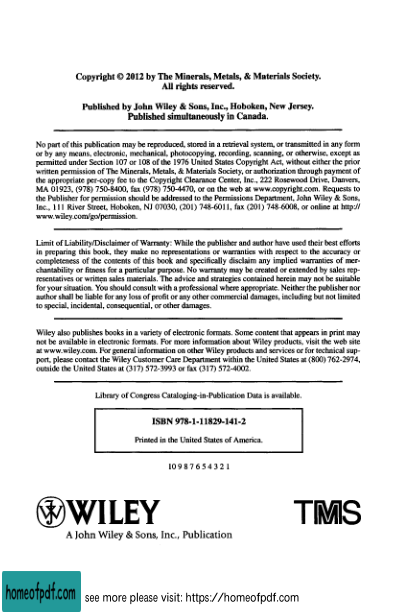 Copyright © 2012 by The Minerals, Metals, & Materials Society.
All rights reserved.
Published by John Wiley & Sons, Inc., Hoboken, New Jersey.
Published simultaneously in Canada.
No part of this publication may be reproduced, stored in a retrieval system, or transmitted in any form
or by any means, electronic, mechanical, photocopying, recording, scanning, or otherwise, except as
permitted under Section 107 or 108 of the 1976 United States Copyright Act, without either the prior
written permission of The Minerals, Metals, & Materials Society, or authorization through payment of
the appropriate per-copy fee to the Copyright Clearance Center, Inc., 222 Rosewood Drive, Danvers,
MA 01923, (978) 750-8400, fax (978) 750-4470, or on the web at www.copyright.com. Requests to
the Publisher for permission should be addressed to the Permissions Department, John Wiley & Sons,
Inc., 111 River Street, Hoboken, NJ 07030, (201) 748-6011, fax (201) 748-6008, or online at http://
www.wiley.com/go/permission.
Limit of Liability/Disclaimer of Warranty: While the publisher and author have used their best efforts
in preparing this book, they make no representations or warranties with respect to the accuracy or
completeness of the contents of this book and specifically disclaim any implied warranties of mer-
chantability or fitness for a particular purpose. No warranty may be created or extended by sales rep-
resentatives or written sales materials. The advice and strategies contained herein may not be suitable
for your situation. You should consult with a professional where appropriate. Neither the publisher nor
author shall be liable for any loss of profit or any other commercial damages, including but not limited
to special, incidental, consequential, or other damages.
Wiley also publishes books in a variety of electronic formats. Some content that appears in print may
not be available in electronic formats. For more information about Wiley products, visit the web site
at www.wiley.com. For general information on other Wiley products and services or for technical sup-
port, please contact the Wiley Customer Care Department within the United States at (800) 762-2974,
outside the United States at (317) 572-3993 or fax (317) 572-4002.
Library of Congress Cataloging-in-Publication Data is available.
ISBN 978-1-11829-141-2
Printed in the United States of America.
10 9 8 7 6 5 4 3 2 1
WILEY
TMS
A John Wiley & Sons, Inc., Publication
homeofpdf.com
see more please visit: https://homeofpdf.com